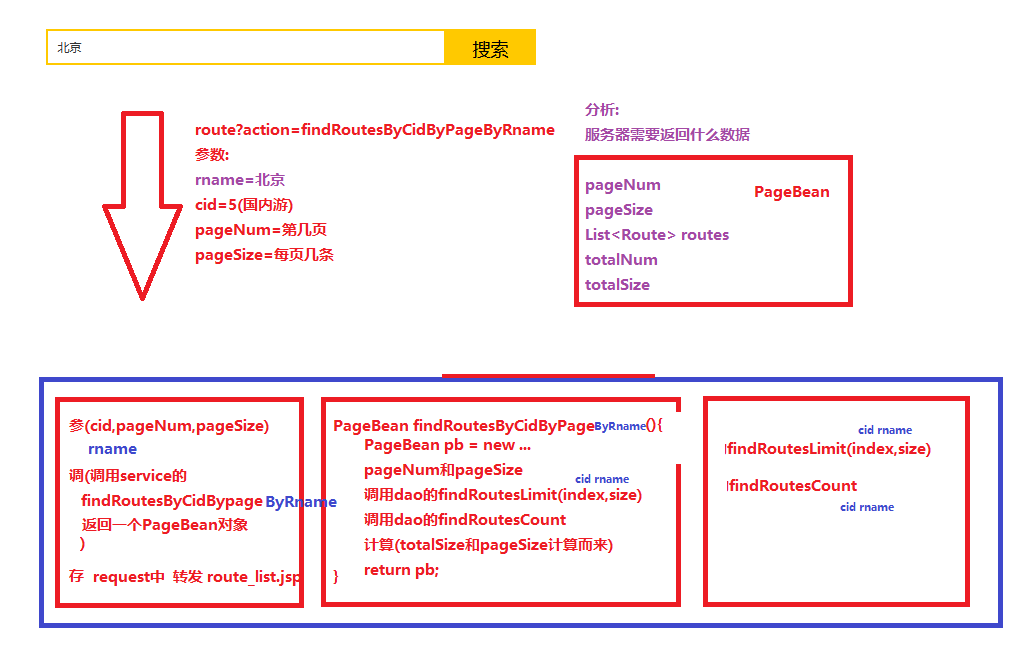 北京
搜索
route?action=findRoutesByCidByPageByRname
参数:
rname=北京
cid=5(国内游)
pageNum=第几页
pageSize=每页几条
分析:
服务器需要返回什么数据
pageNum
PageBean
pageSize
List<Route> routes
totalNum
totalSize
参(cid,pageNum,pageSize)
rname
调(调用service的
findRoutesByCidBypage ByRname
返回一个PageBean对象
)
存 request中 转发 route_list.jsp
PageBean findRoutesByCidByPageByRname(){
PageBean pb = new ...
pageNum和pageSize
cid rname
调用dao的findRoutesLimit(index,size)
调用dao的findRoutesCount
计算(totalSize和pageSize计算而来)
return pb;
}
cid rname
findRoutesLimit(index,size)
findRoutesCount
cid rname